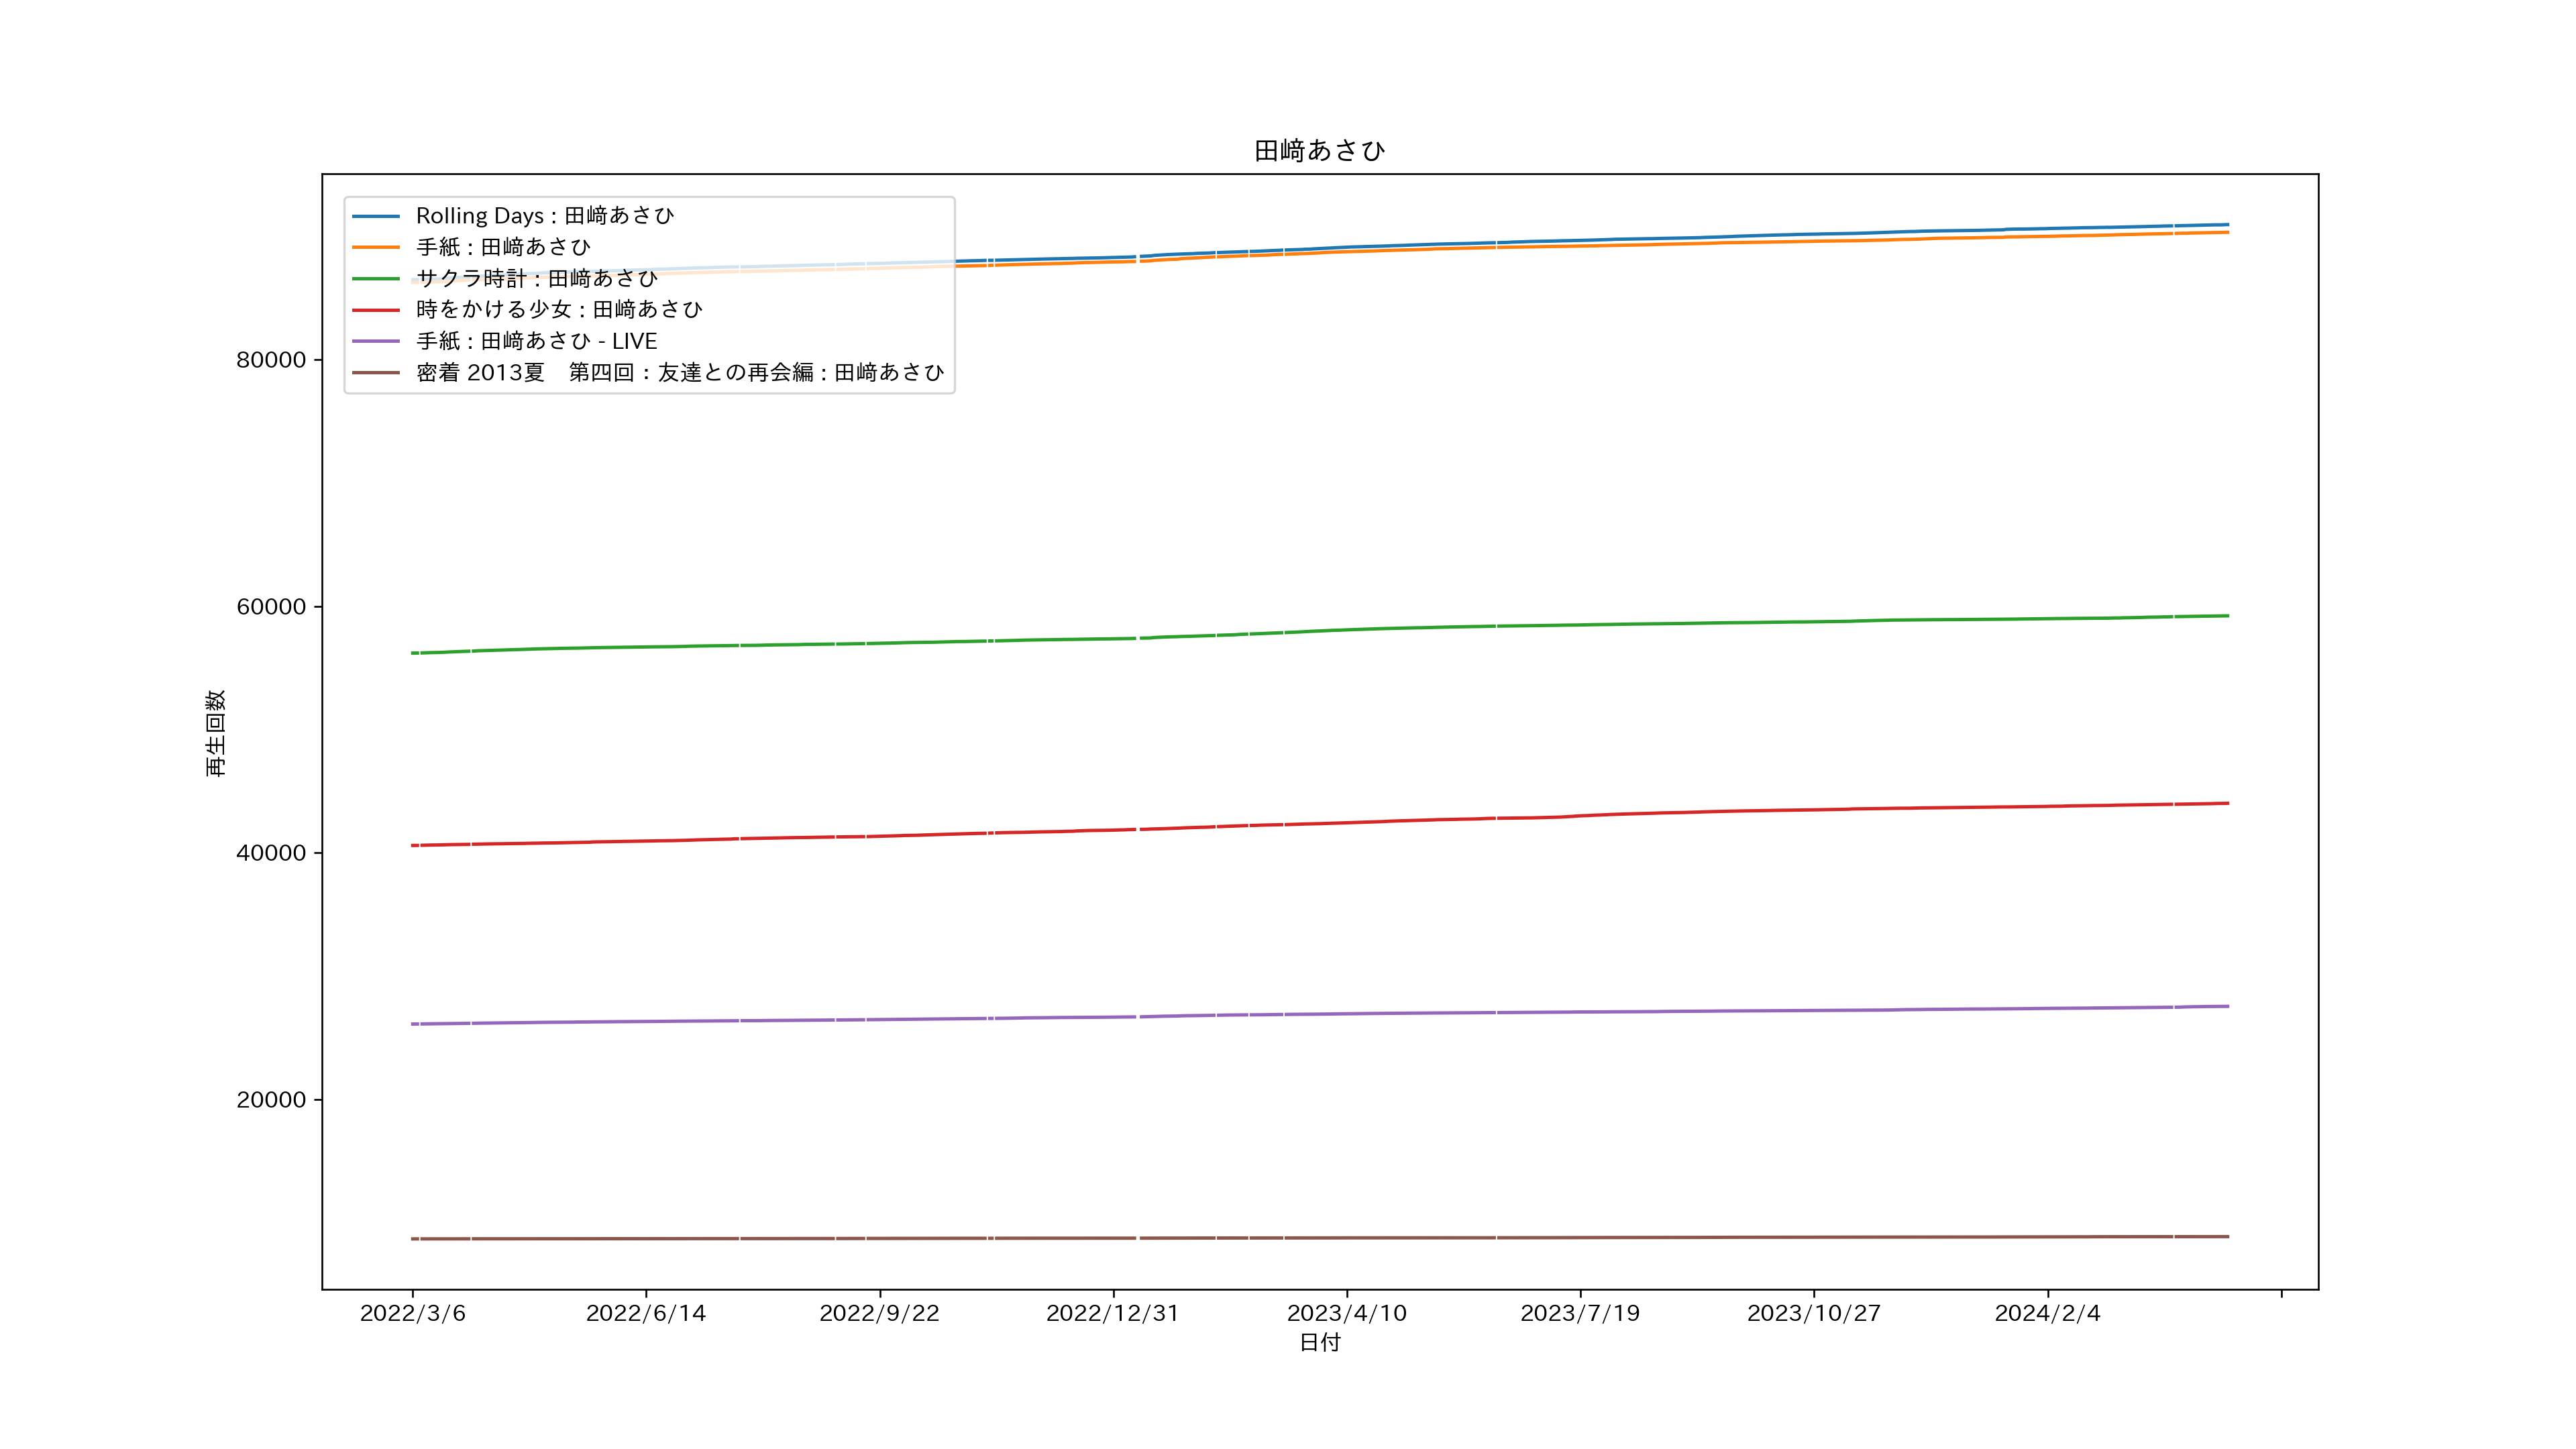 田﨑あさひ
Rolling Days : 田﨑あさひ
手紙 : 田﨑あさひ
サクラ時計 : 田﨑あさひ
時をかける少女 : 田﨑あさひ
手紙 : 田﨑あさひ - LIVE
密着 2013夏　第四回：友達との再会編 : 田﨑あさひ
再生回数
80000
60000
40000
20000
2022/3/6 2022/6/14 2022/9/22 2022/12/31 2023/4/10 2023/7/19 2023/10/27 2024/2/4
日付